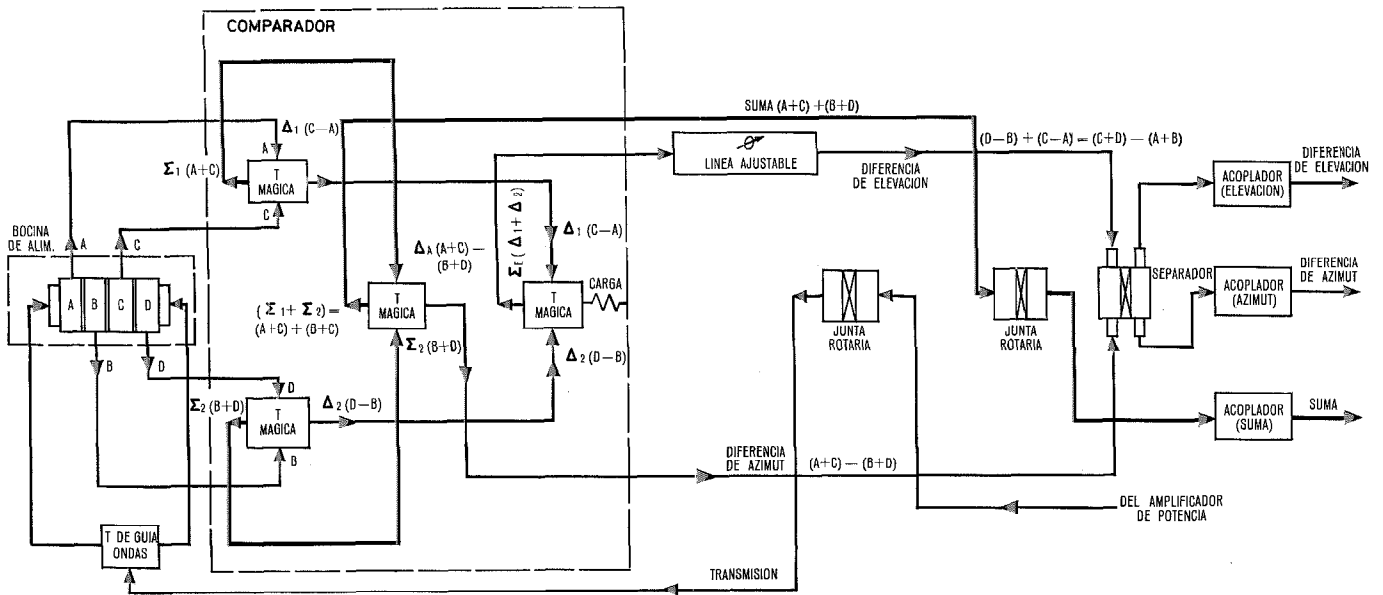 COMPARADOR
SUMA (A+C) + (B+D)
Δ₁ (C—A)
A
Σ₁ (A+C)
T
MAGICA
C
LINEA AJUSTABLE
DIFERENCIA
DE ELEVACION
(D—B) + (C—A) = (C+D) — (A+B)
ACOPLADOR
(ELEVACION)
DIFERENCIA
DE ELEVACION
BOCINA
DE ALIM.
A
C
A
B
C
D
B
D
Δ_A (A+C) —
(B+D)
Σ_E (Δ₁ + Δ₂)
Δ₁ (C—A)
CARGA
T
MAGICA
T
MAGICA
(Σ₁ + Σ₂) =
(A+C) + (B+C)
Σ₂ (B+D)
Δ₂ (D—B)
JUNTA
ROTARIA
JUNTA
ROTARIA
SEPARADOR
ACOPLADOR
(AZIMUT)
DIFERENCIA
DE AZIMUT
D
Σ₂ (B+D)
T
MAGICA
Δ₂ (D—B)
B
ACOPLADOR
(SUMA)
SUMA
DIFERENCIA
DE AZIMUT
(A+C) — (B+D)
DEL AMPLIFICADOR
DE POTENCIA
T DE GUIA
ONDAS
TRANSMISION